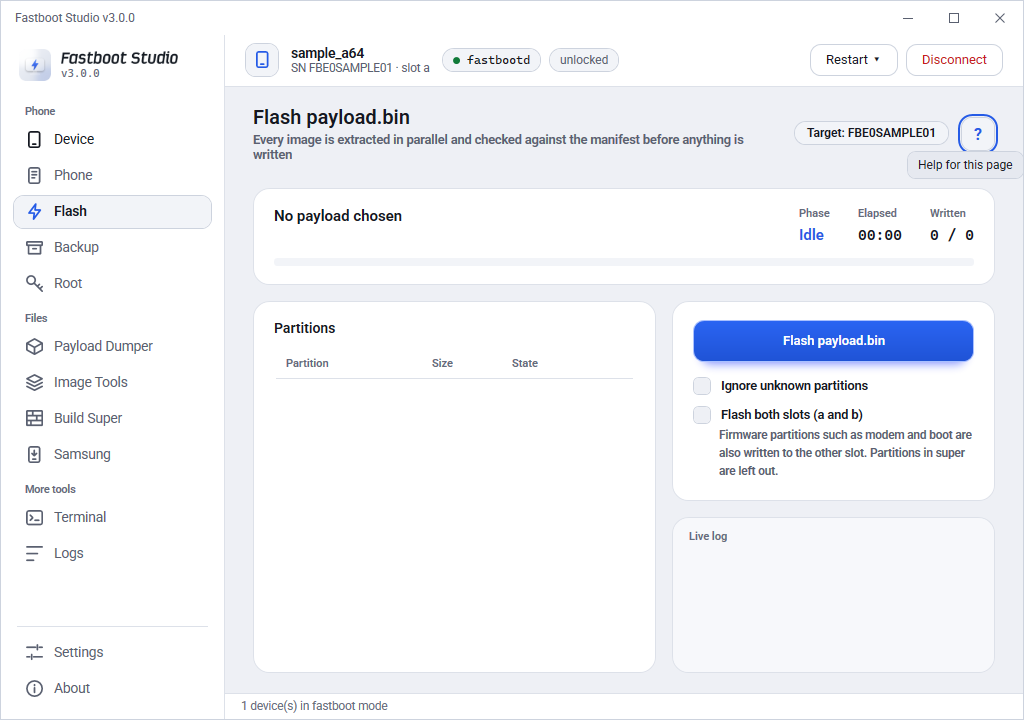 Fastboot Studio v3.0.0
Fastboot Studio
v3.0.0
Phone
Device
Phone
Flash
Backup
Root
Files
Payload Dumper
Image Tools
Build Super
Samsung
More tools
Terminal
Logs
Settings
About
sample_a64
SN FBE0SAMPLE01 · slot a
fastbootd
unlocked
Restart
Disconnect
Flash payload.bin
Every image is extracted in parallel and checked against the manifest before anything is
written
Target: FBE0SAMPLE01
?
Help for this page
No payload chosen
Phase Elapsed Written
Idle 00:00 0 / 0
Partitions
Partition Size State
Flash payload.bin
Ignore unknown partitions
Flash both slots (a and b)
Firmware partitions such as modem and boot are
also written to the other slot. Partitions in super
are left out.
Live log
1 device(s) in fastboot mode